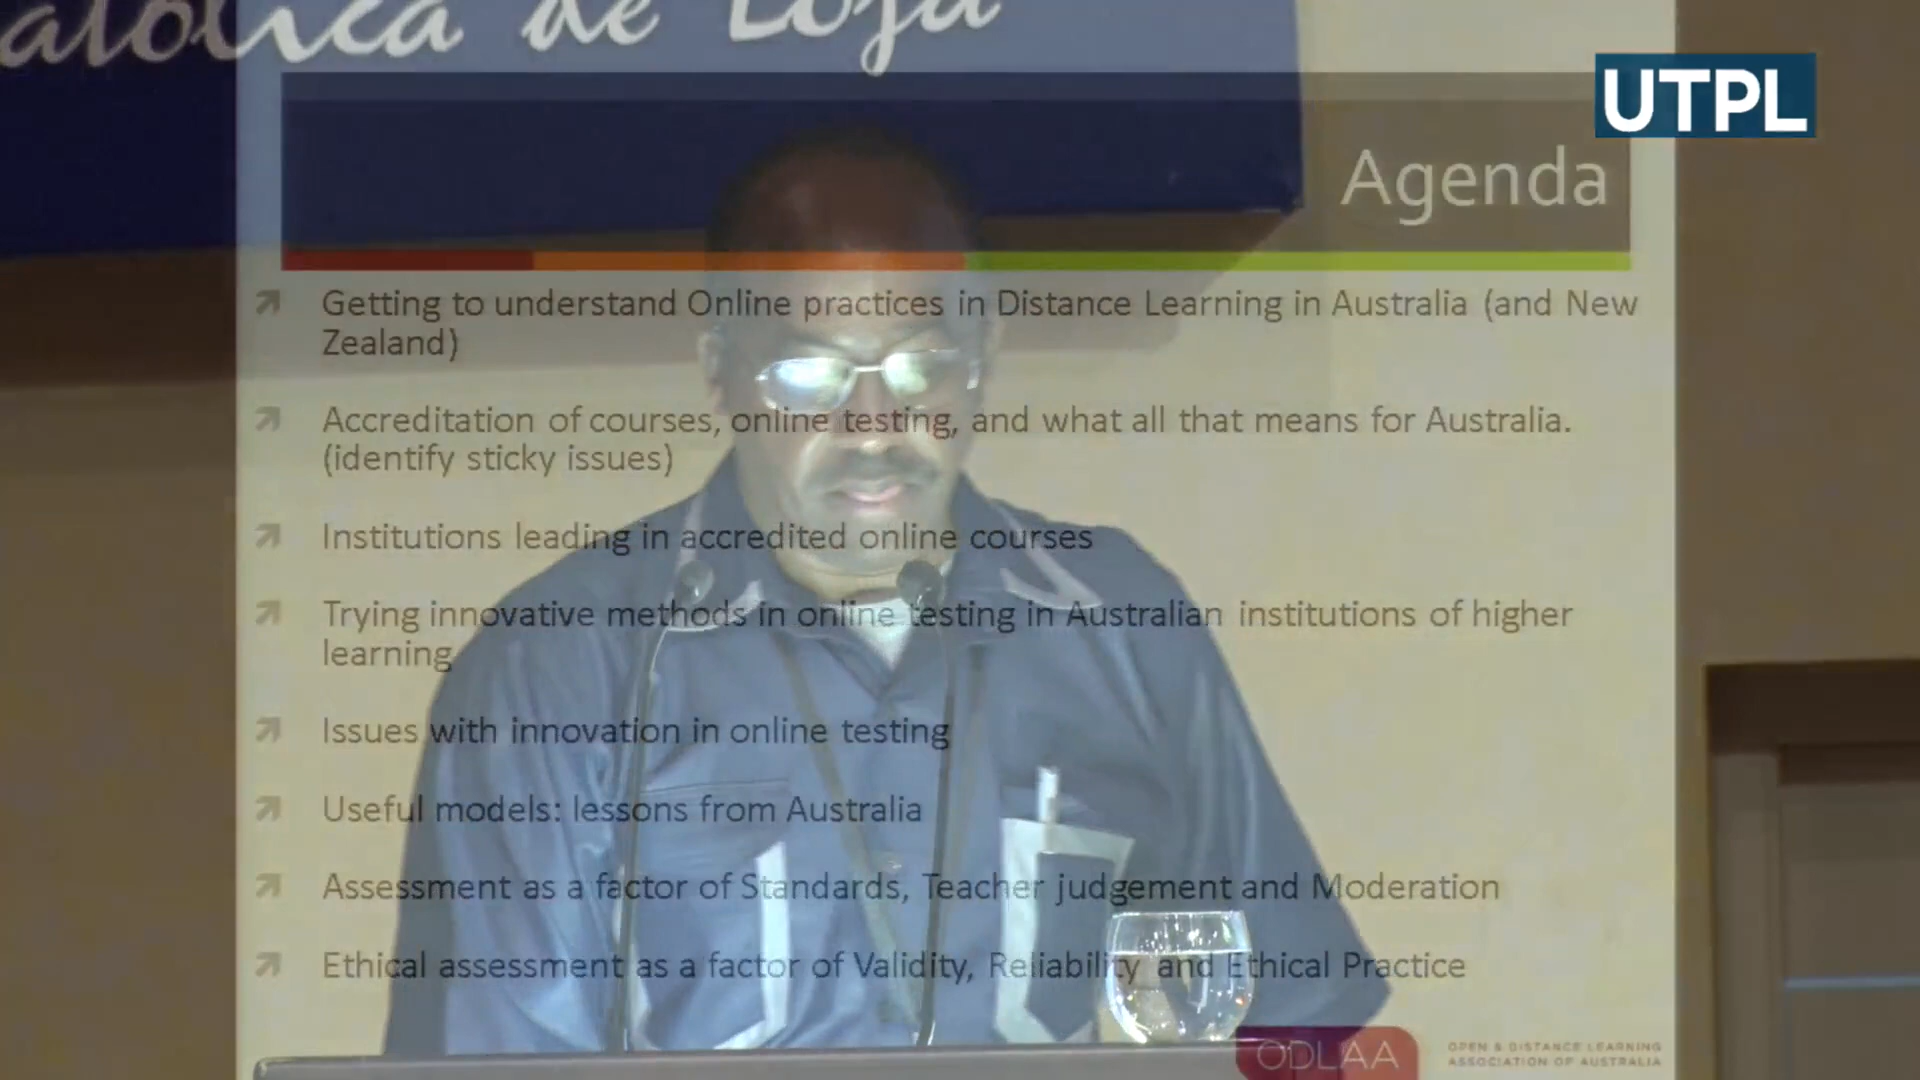 atólica de Loja
UTPL
Agenda
Getting to understand Online practices in Distance Learning in Australia (and New
Zealand)
Accreditation of courses, online testing, and what all that means for Australia.
(identify sticky issues)
Institutions leading in accredited online courses
Trying innovative methods in online testing in Australian institutions of higher
learning
Issues with innovation in online testing
Useful models: lessons from Australia
Assessment as a factor of Standards, Teacher judgement and Moderation
Ethical assessment as a factor of Validity, Reliability and Ethical Practice
ODLAA
OPEN & DISTANCE LEARNING
ASSOCIATION OF AUSTRALIA